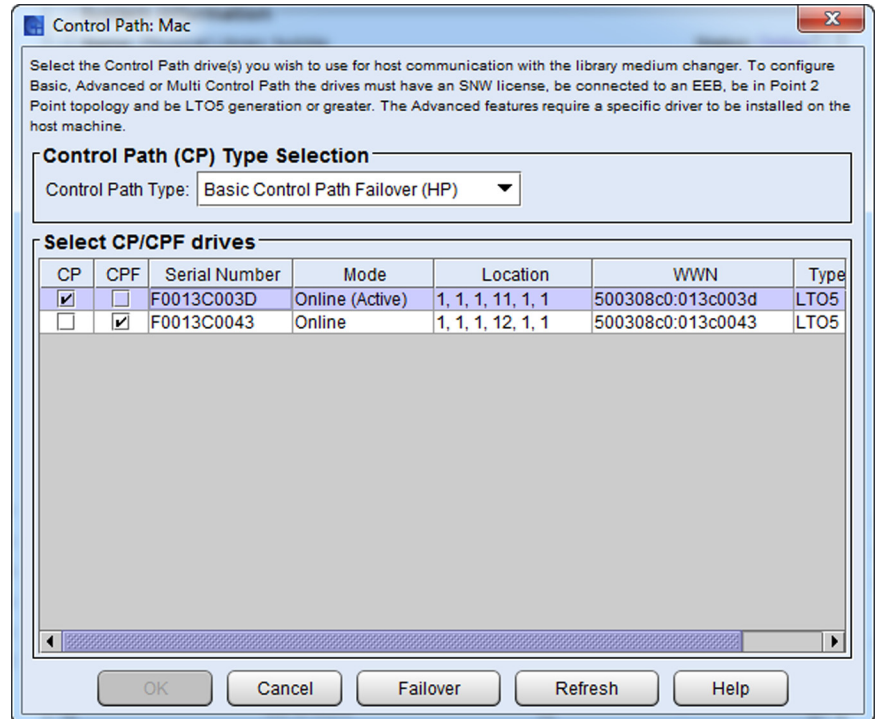 Control Path: Mac
Select the Control Path drive(s) you wish to use for host communication with the library medium changer. To configure
Basic, Advanced or Multi Control Path the drives must have an SNW license, be connected to an EEB, be in Point 2
Point topology and be LTO5 generation or greater. The Advanced features require a specific driver to be installed on the
host machine.
Control Path (CP) Type Selection
Control Path Type: Basic Control Path Failover (HP)
Select CP/CPF drives
CP CPF Serial Number Mode Location WWN Type
F0013C003D Online (Active) 1, 1, 1, 11, 1, 1 500308c0:013c003d LTO5
F0013C0043 Online 1, 1, 1, 12, 1, 1 500308c0:013c0043 LTO5
OK Cancel Failover Refresh Help